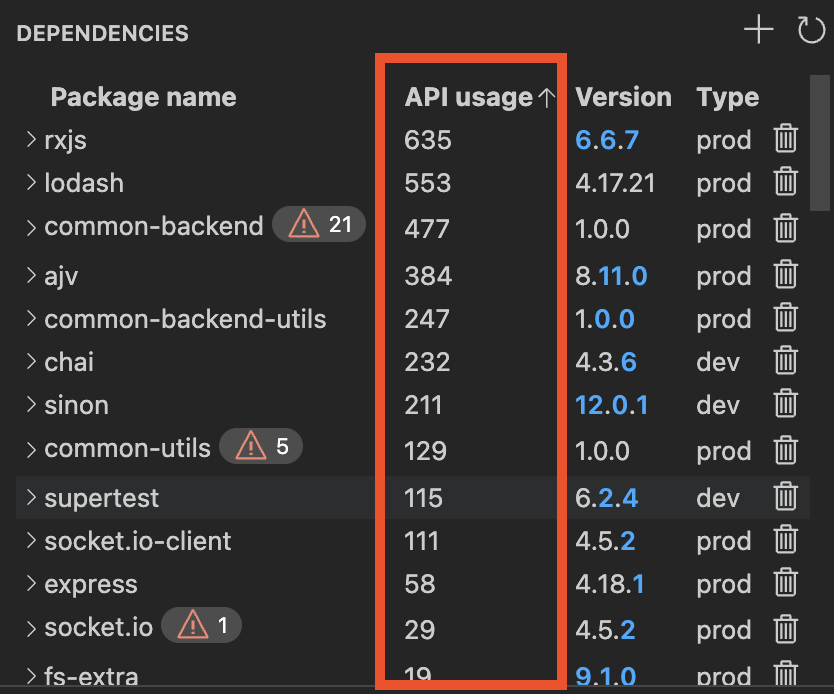 DEPENDENCIES
Package name API usage Version Type
rxjs 635 6.6.7 prod
lodash 553 4.17.21 prod
common-backend 21 477 1.0.0 prod
ajv 384 8.11.0 prod
common-backend-utils 247 1.0.0 prod
chai 232 4.3.6 dev
sinon 211 12.0.1 dev
common-utils 5 129 1.0.0 prod
supertest 115 6.2.4 dev
socket.io-client 111 4.5.2 prod
express 58 4.18.1 prod
socket.io 1 29 4.5.2 prod
fs-extra 19 9.1.0 prod